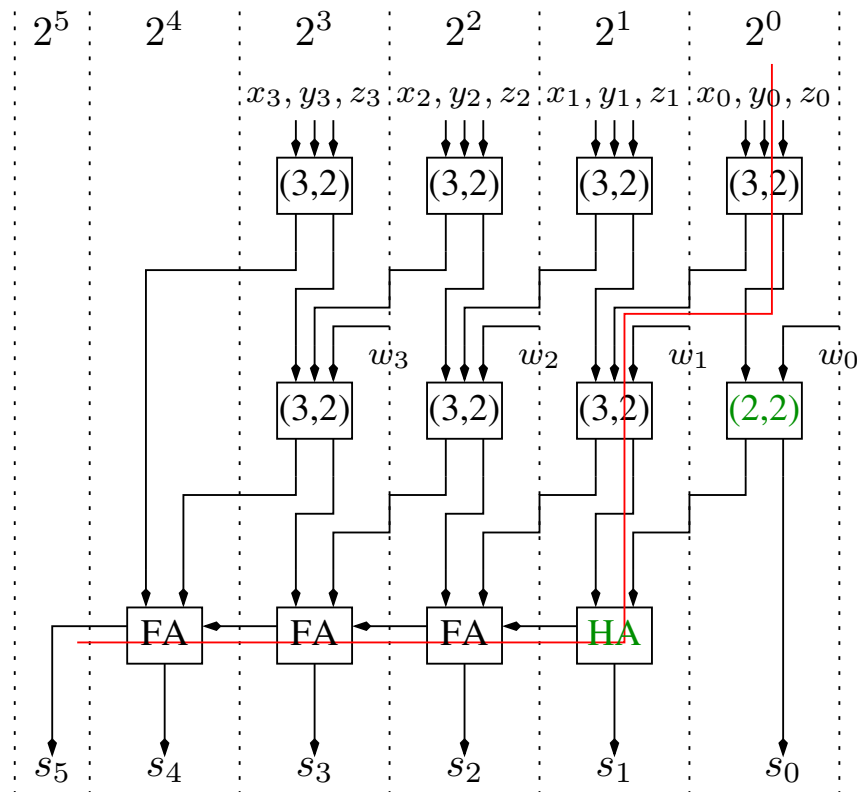 2^5 2^4 2^3 2^2 2^1 2^0
x_3, y_3, z_3 x_2, y_2, z_2 x_1, y_1, z_1 x_0, y_0, z_0
(3,2) (3,2) (3,2) (3,2)
w_3 w_2 w_1 w_0
(3,2) (3,2) (3,2) (2,2)
FA FA FA HA
s_5 s_4 s_3 s_2 s_1 s_0